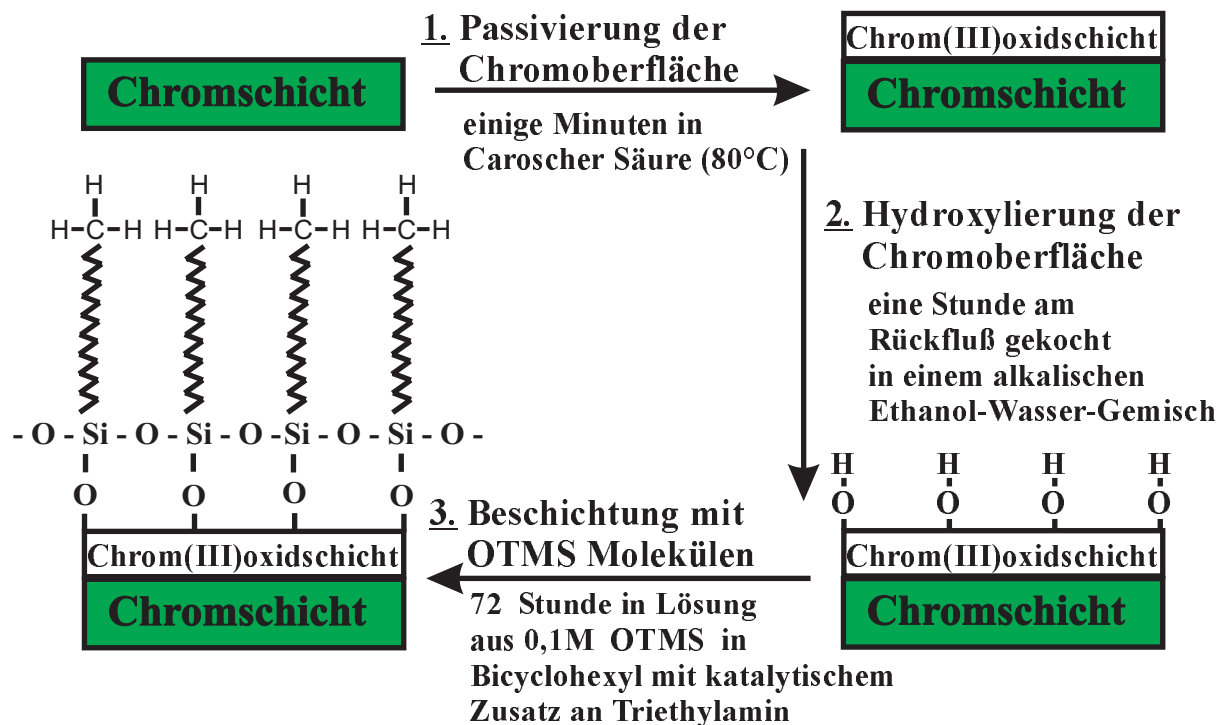 Chromschicht
1. Passivierung der
Chromoberfläche
einige Minuten in
Caroscher Säure (80°C)
Chrom(III)oxidschicht
Chromschicht
2. Hydroxylierung der
Chromoberfläche
eine Stunde am
Rückfluß gekocht
in einem alkalischen
Ethanol-Wasser-Gemisch
H H H H
O O O O
Chrom(III)oxidschicht
Chromschicht
3. Beschichtung mit
OTMS Molekülen
72 Stunde in Lösung
aus 0,1M OTMS in
Bicyclohexyl mit katalytischem
Zusatz an Triethylamin
H H H H
H-C-H H-C-H H-C-H H-C-H
- O - Si - O - Si - O - Si - O - Si - O -
O O O O
Chrom(III)oxidschicht
Chromschicht